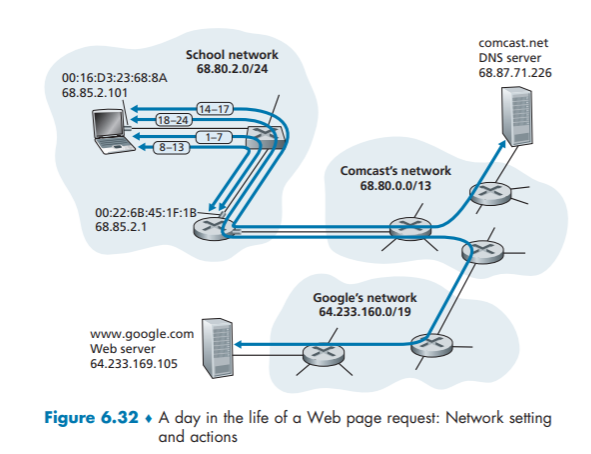 School network
68.80.2.0/24
00:16:D3:23:68:8A
68.85.2.101
14–17
18–24
1–7
8–13
00:22:6B:45:1F:1B
68.85.2.1
comcast.net
DNS server
68.87.71.226
Comcast's network
68.80.0.0/13
Google's network
64.233.160.0/19
www.google.com
Web server
64.233.169.105
Figure 6.32 ♦ A day in the life of a Web page request: Network setting
and actions